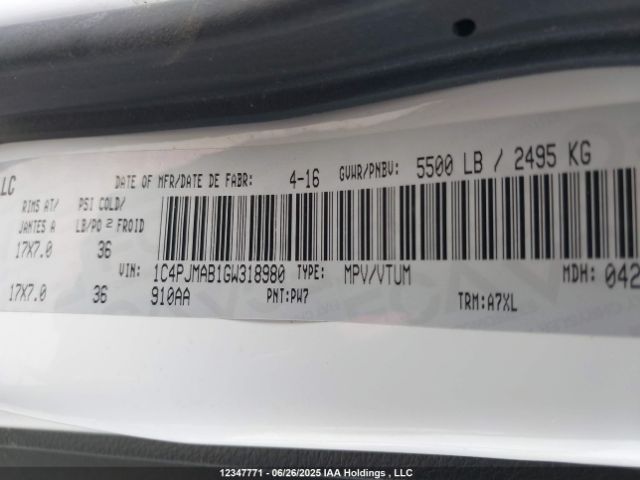 LC
DATE OF MFR/DATE DE FABR: 4-16 GVWR/PNBV: 5500 LB / 2495 KG
RIMS AT/ PSI COLD/
JANTES A LB/PO 2 FROID
17X7.0 36
VIN: 1C4PJMAB1GW318980 TYPE: MPV/VTUM MDH: 042
17X7.0 36 910AA PNT:PW7 TRM:A7XL
12347771 - 06/26/2025 IAA Holdings , LLC